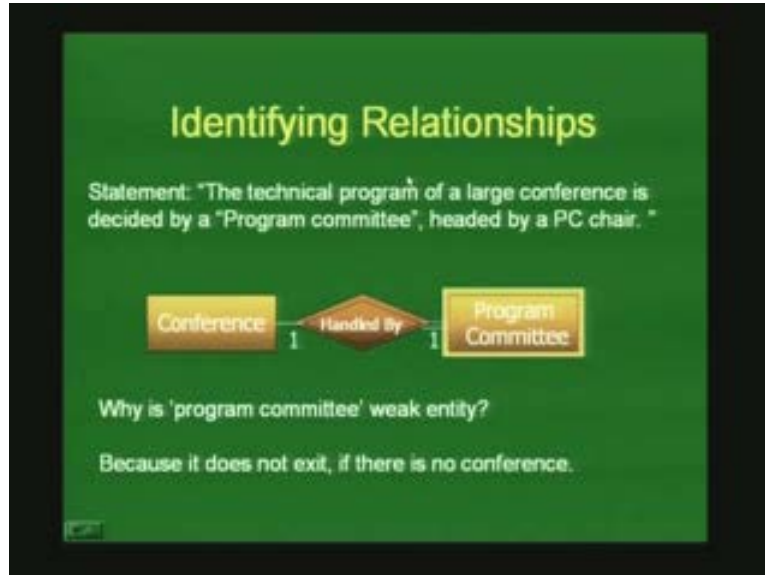 Identifying Relationships
Statement: "The technical program of a large conference is
decided by a "Program committee", headed by a PC chair. "
Conference
1
Handled By
1
Program
Committee
Why is 'program committee' weak entity?
Because it does not exit, if there is no conference.